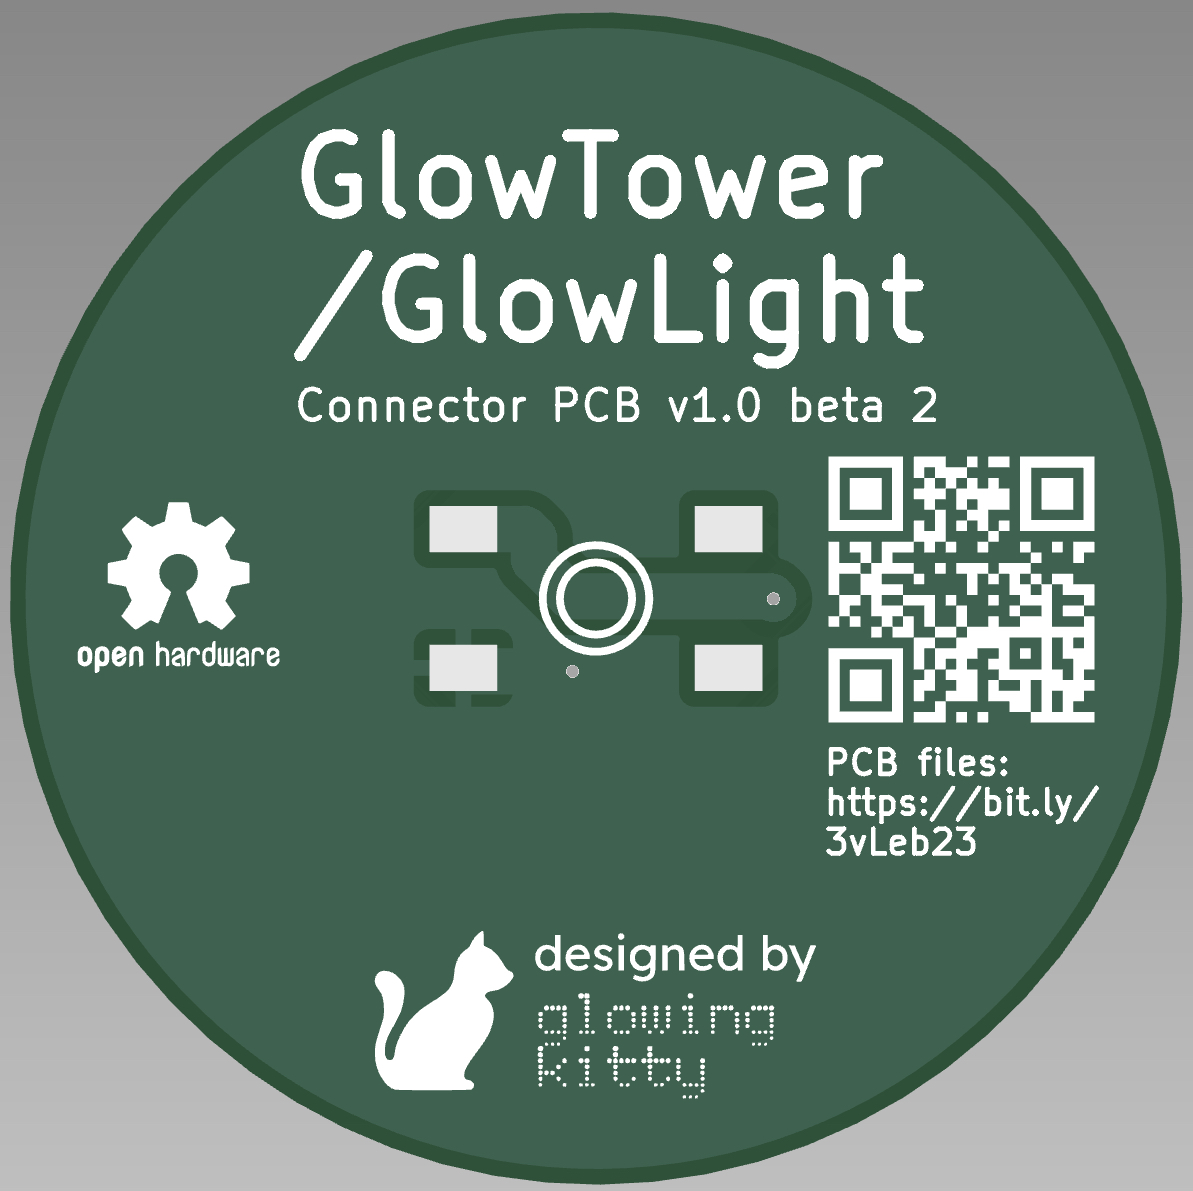 GlowTower
/GlowLight
Connector PCB v1.0 beta 2
open hardware
PCB files:
https://bit.ly/
3vLeb23
designed by
glowing
kitty